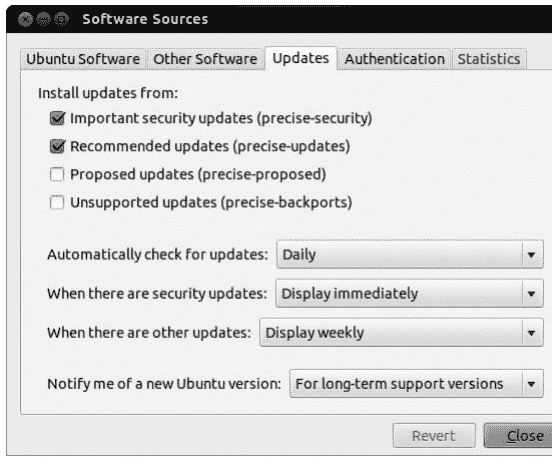 Software Sources
Ubuntu Software Other Software Updates Authentication Statistics
Install updates from:
Important security updates (precise-security)
Recommended updates (precise-updates)
Proposed updates (precise-proposed)
Unsupported updates (precise-backports)
Automatically check for updates: Daily
When there are security updates: Display immediately
When there are other updates: Display weekly
Notify me of a new Ubuntu version: For long-term support versions
Revert Close